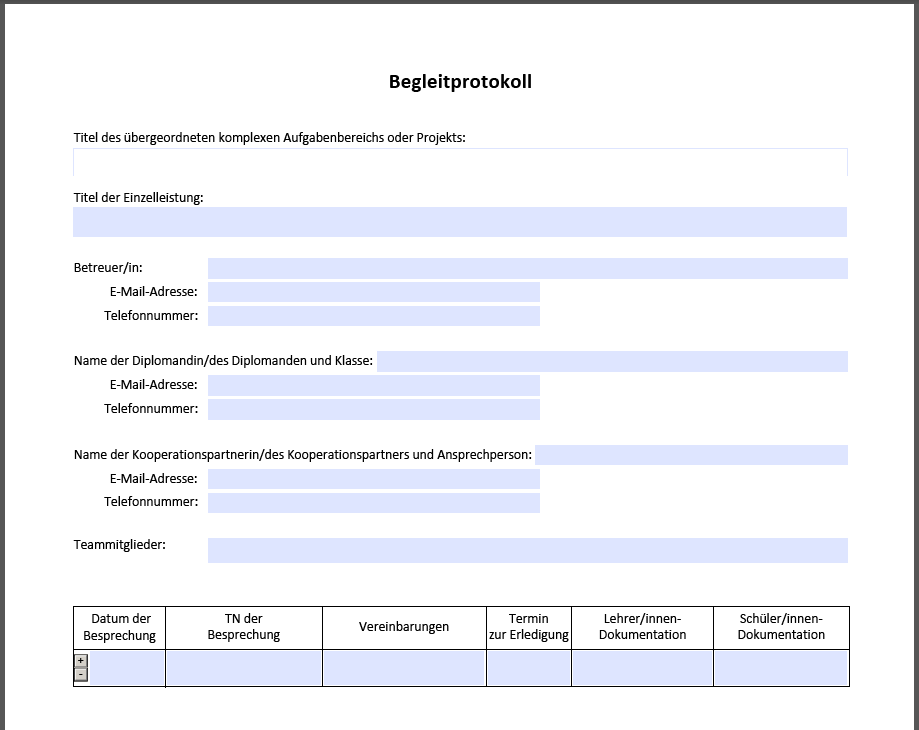 Begleitprotokoll
Titel des übergeordneten komplexen Aufgabenbereichs oder Projekts:
Titel der Einzelleistung:
Betreuer/in:
E-Mail-Adresse:
Telefonnummer:
Name der Diplomandin/des Diplomanden und Klasse:
E-Mail-Adresse:
Telefonnummer:
Name der Kooperationspartnerin/des Kooperationspartners und Ansprechperson:
E-Mail-Adresse:
Telefonnummer:
Teammitglieder:
Datum der
Besprechung
TN der
Besprechung
Vereinbarungen
Termin
zur Erledigung
Lehrer/innen-
Dokumentation
Schüler/innen-
Dokumentation
+
-